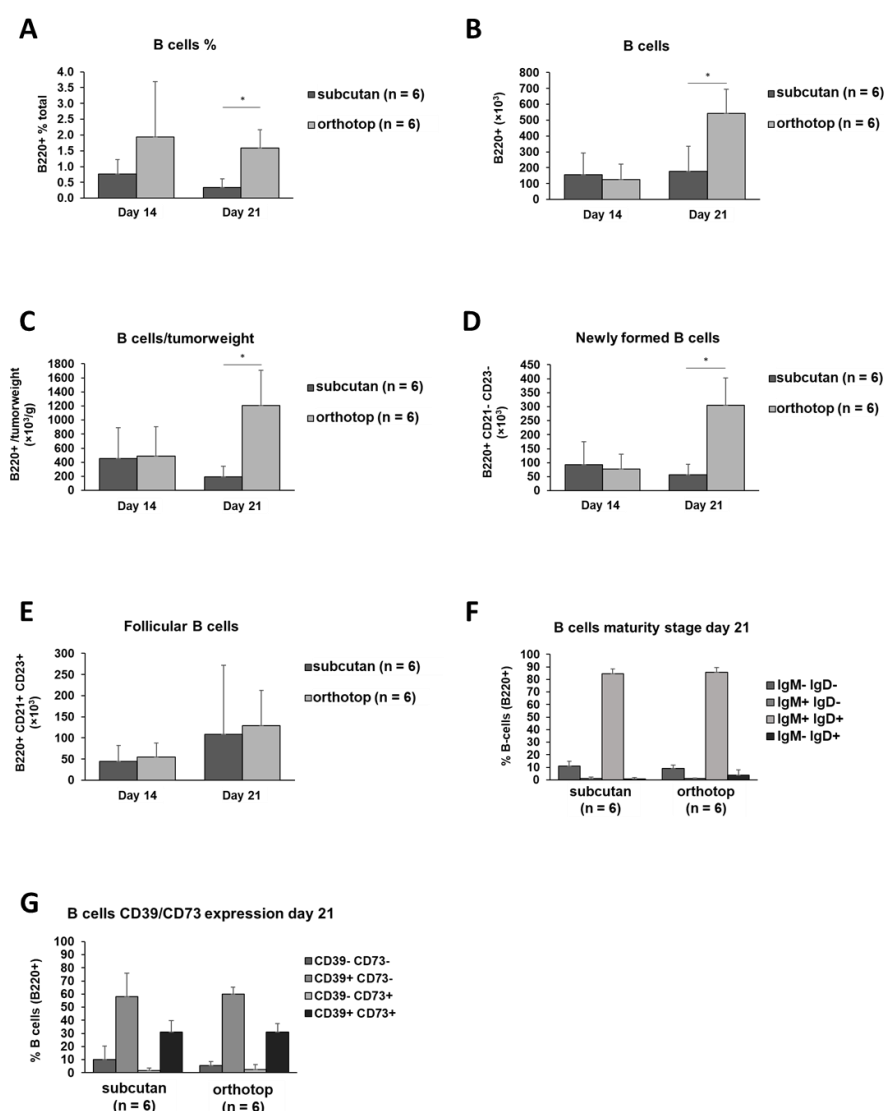 A
B cells %
4.0
3.5
3.0
2.5
2.0
1.5
1.0
0.5
0.0
B220+ % total
*
Day 14
Day 21
subcutan (n = 6)
orthotop (n = 6)
B
B cells
800
700
600
500
400
300
200
100
0
B220+ (×10³)
*
Day 14
Day 21
subcutan (n = 6)
orthotop (n = 6)
C
B cells/tumorweight
1800
1600
1400
1200
1000
800
600
400
200
0
B220+ /tumorweight
(×10³/g)
*
Day 14
Day 21
subcutan (n = 6)
orthotop (n = 6)
D
Newly formed B cells
450
400
350
300
250
200
150
100
50
0
B220+ CD21- CD23-
(×10³)
*
Day 14
Day 21
subcutan (n = 6)
orthotop (n = 6)
E
Follicular B cells
300
250
200
150
100
50
0
B220+ CD21+ CD23+
(×10³)
Day 14
Day 21
subcutan (n = 6)
orthotop (n = 6)
F
B cells maturity stage day 21
100
90
80
70
60
50
40
30
20
10
0
% B-cells (B220+)
subcutan
(n = 6)
orthotop
(n = 6)
IgM- IgD-
IgM+ IgD-
IgM+ IgD+
IgM- IgD+
G
B cells CD39/CD73 expression day 21
100
90
80
70
60
50
40
30
20
10
0
% B cells (B220+)
subcutan
(n = 6)
orthotop
(n = 6)
CD39- CD73-
CD39+ CD73-
CD39- CD73+
CD39+ CD73+